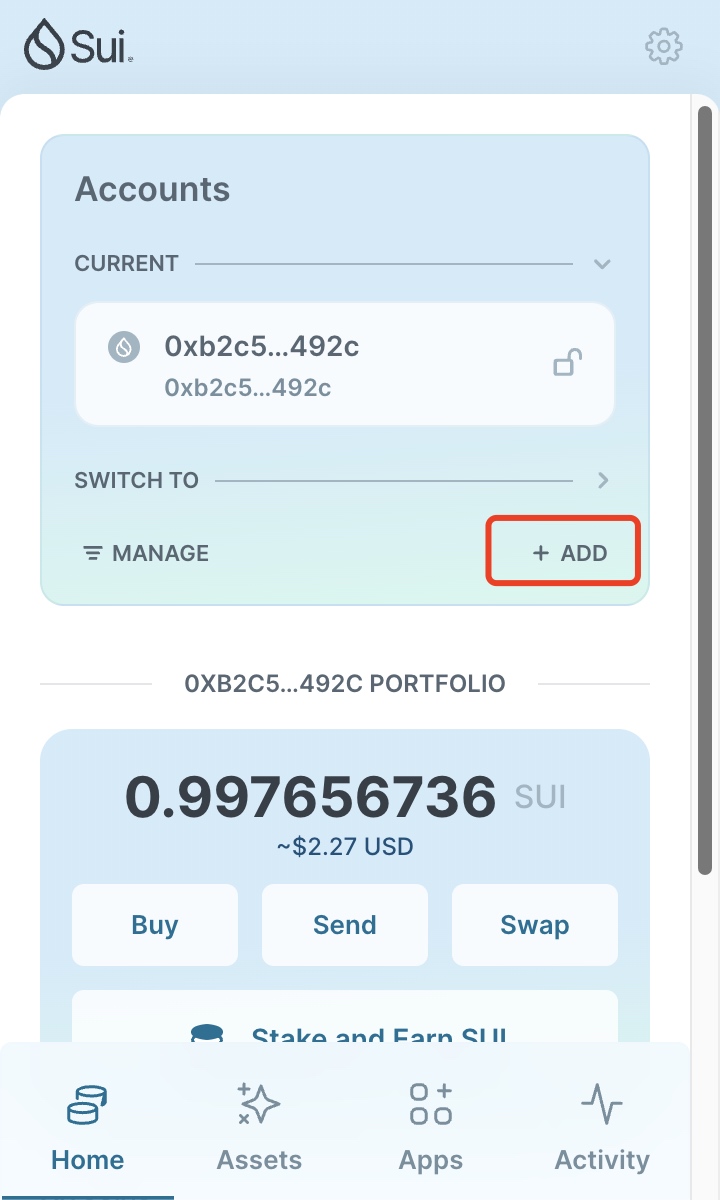 Sui
Accounts
CURRENT
0xb2c5...492c
0xb2c5...492c
SWITCH TO
MANAGE
+ ADD
0XB2C5...492C PORTFOLIO
0.997656736 SUI
~$2.27 USD
Buy
Send
Swap
Stake and Earn SUI
Home
Assets
Apps
Activity